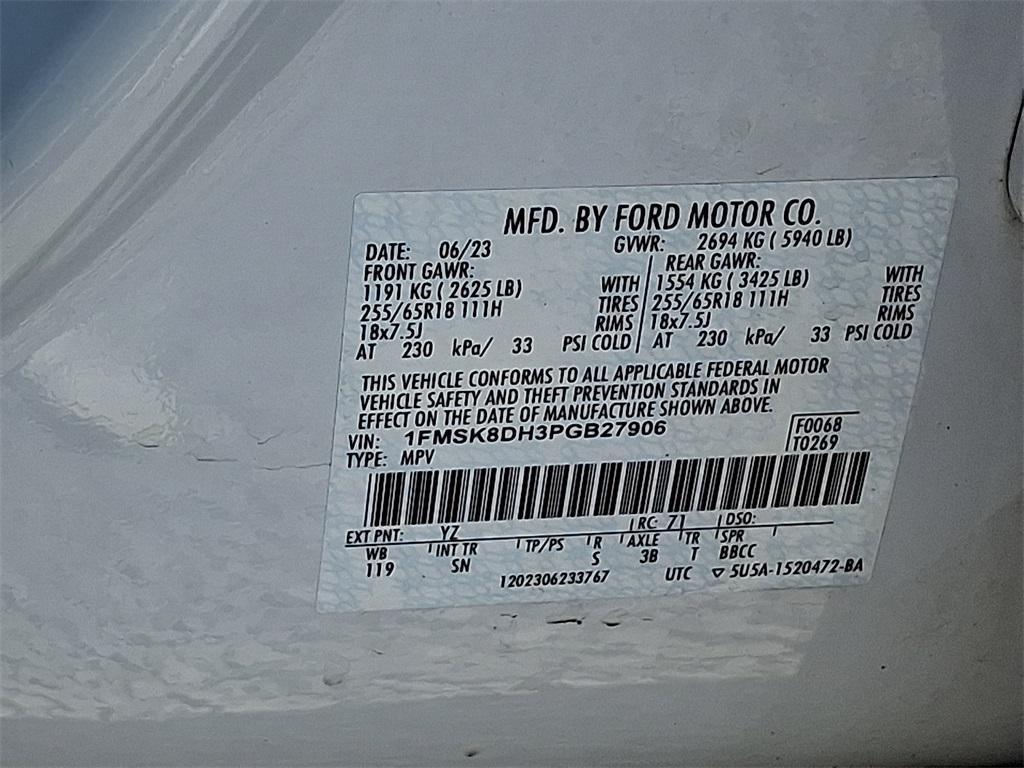 MFD. BY FORD MOTOR CO.
DATE: 06/23 GVWR: 2694 KG ( 5940 LB)
FRONT GAWR: REAR GAWR:
1191 KG ( 2625 LB) WITH 1554 KG ( 3425 LB) WITH
255/65R18 111H TIRES 255/65R18 111H TIRES
18x7.5J RIMS 18x7.5J RIMS
AT 230 kPa/ 33 PSI COLD AT 230 kPa/ 33 PSI COLD
THIS VEHICLE CONFORMS TO ALL APPLICABLE FEDERAL MOTOR
VEHICLE SAFETY AND THEFT PREVENTION STANDARDS IN
EFFECT ON THE DATE OF MANUFACTURE SHOWN ABOVE.
VIN: 1FMSK8DH3PGB27906 F0068
TYPE: MPV T0269
EXT PNT: YZ RC: 71 DSO:
WB INT TR TP/PS R AXLE TR SPR
119 SN S 3B T BBCC
1202306233767 UTC ▽ 5U5A-1520472-BA